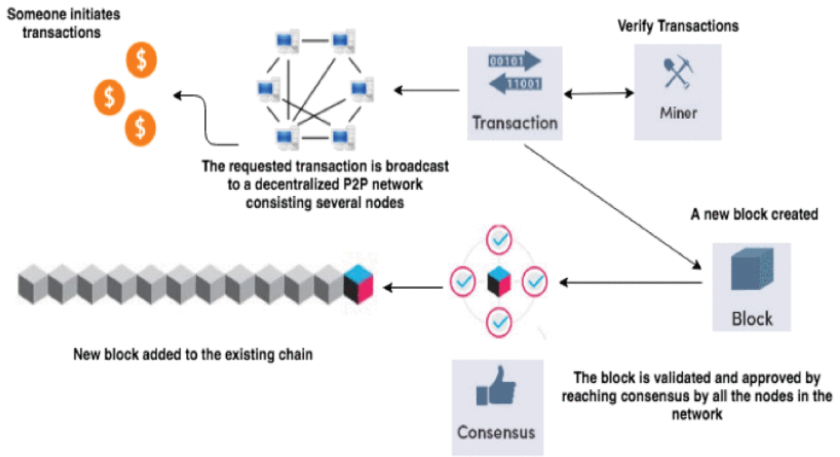 Someone initiates
transactions
$
$
$
The requested transaction is broadcast
to a decentralized P2P network
consisting several nodes
00101
11001
Transaction
Verify Transactions
Miner
A new block created
Block
New block added to the existing chain
Consensus
The block is validated and approved by
reaching consensus by all the nodes in the
network